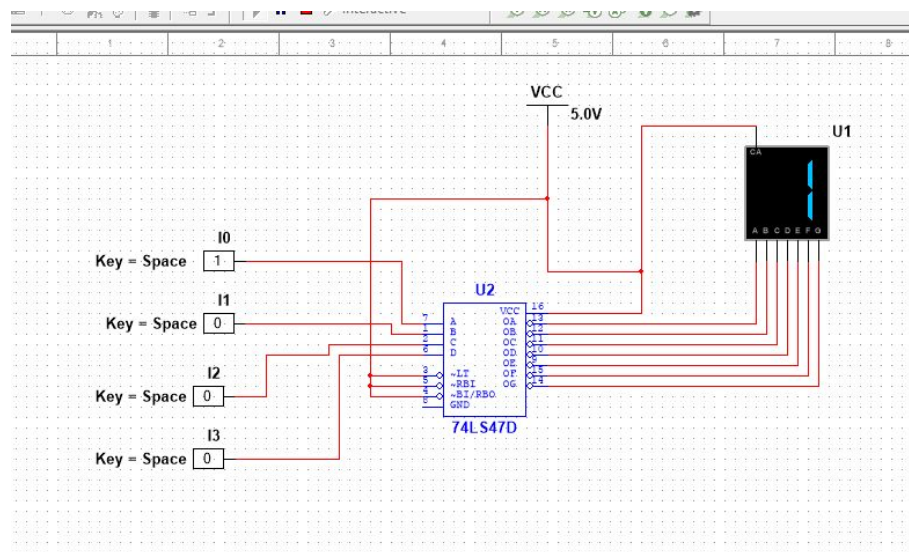 Interactive
1 2 3 4 5 6 7 8
VCC
5.0V
U1
CA
A B C D E F G
I0
Key = Space 1
I1
Key = Space 0
I2
Key = Space 0
I3
Key = Space 0
U2
VCC 16
7 A OA 13
1 B OB 12
2 C OC 11
6 D OD 10
OE 9
3 ~LT OF 15
5 ~RBI OG 14
4 ~BI/RBO
8 GND
74LS47D